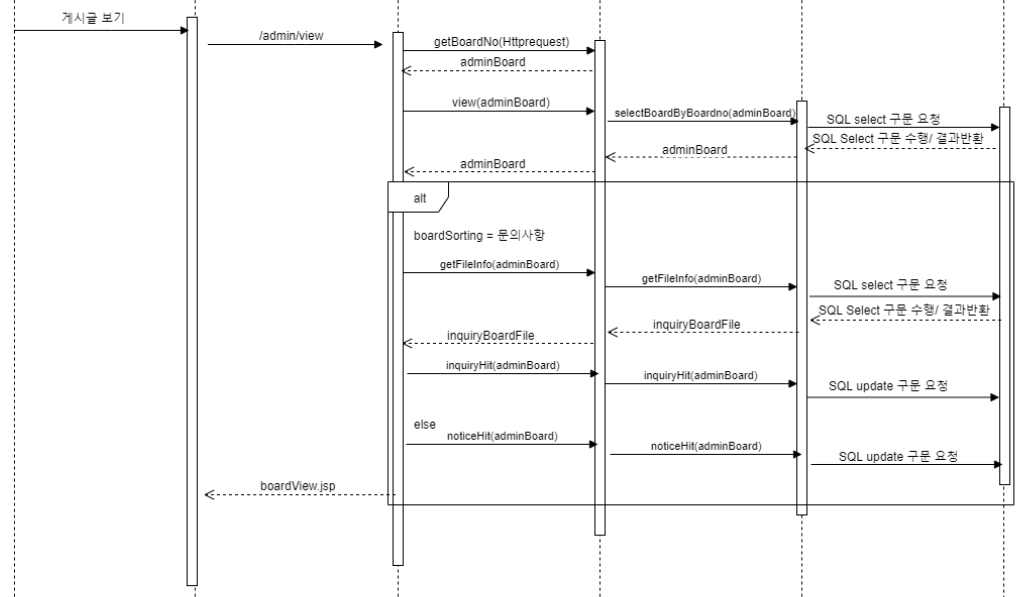 게시글 보기
/admin/view
getBoardNo(Httprequest)
adminBoard
view(adminBoard)
selectBoardByBoardno(adminBoard)
SQL select 구문 요청
SQL Select 구문 수행/ 결과반환
adminBoard
adminBoard
alt
boardSorting = 문의사항
getFileInfo(adminBoard)
getFileInfo(adminBoard)
SQL select 구문 요청
SQL Select 구문 수행/ 결과반환
inquiryBoardFile
inquiryBoardFile
inquiryHit(adminBoard)
inquiryHit(adminBoard)
SQL update 구문 요청
else
noticeHit(adminBoard)
noticeHit(adminBoard)
SQL update 구문 요청
boardView.jsp